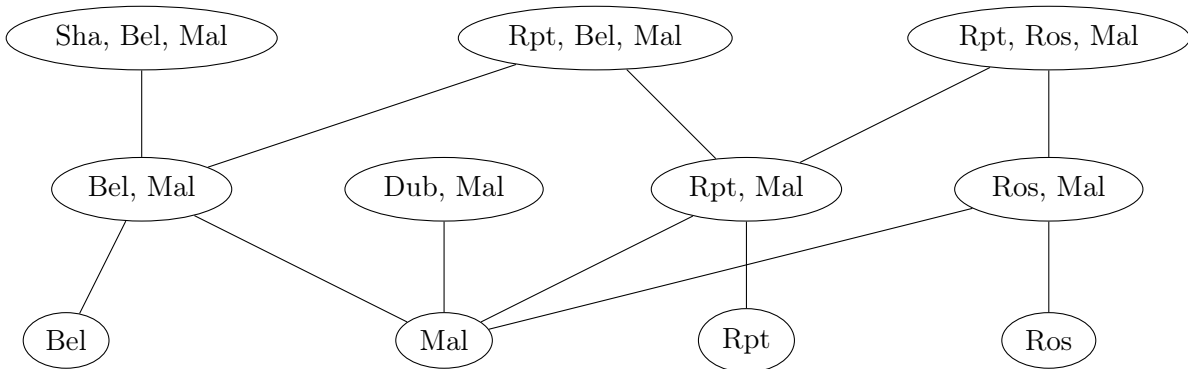 Sha, Bel, Mal
Rpt, Bel, Mal
Rpt, Ros, Mal
Bel, Mal
Dub, Mal
Rpt, Mal
Ros, Mal
Bel
Mal
Rpt
Ros